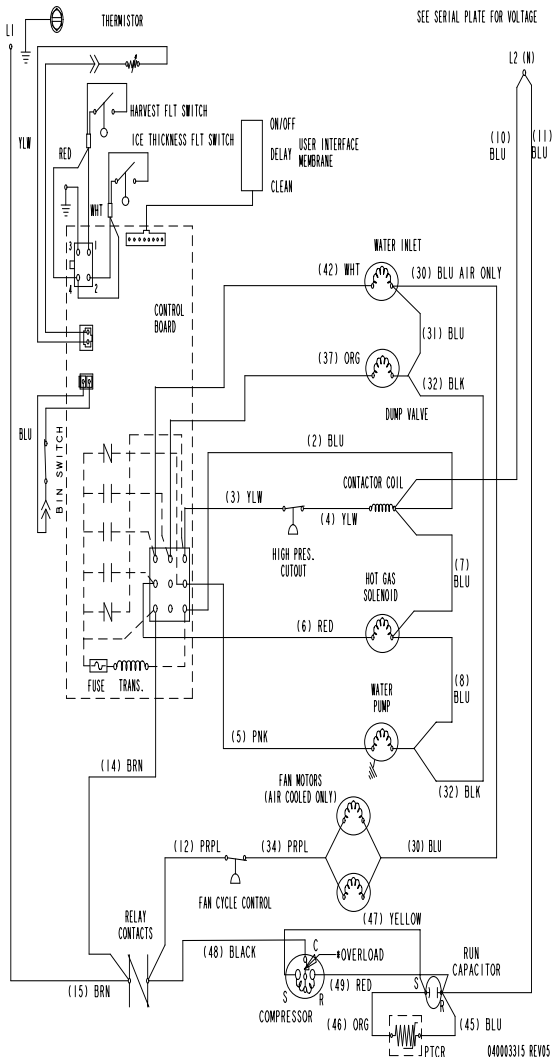 SEE SERIAL PLATE FOR VOLTAGE
THERMISTOR
L1
L2 (N)
HARVEST FLT SWITCH
ICE THICKNESS FLT SWITCH
ON/OFF
DELAY
CLEAN
USER INTERFACE
MEMBRANE
(10)
BLU
(11)
BLU
YLW
RED
WHT
3
1
4
2
WATER INLET
(42) WHT
(30) BLU AIR ONLY
CONTROL
BOARD
(31) BLU
(37) ORG
(32) BLK
DUMP VALVE
BLU
BIN SWITCH
(2) BLU
CONTACTOR COIL
(3) YLW
(4) YLW
HIGH PRES.
CUTOUT
(7)
BLU
HOT GAS
SOLENOID
(6) RED
FUSE
TRANS.
(8)
BLU
WATER
PUMP
(5) PNK
(14) BRN
(32) BLK
FAN MOTORS
(AIR COOLED ONLY)
(12) PRPL
(34) PRPL
(30) BLU
FAN CYCLE CONTROL
RELAY
CONTACTS
(47) YELLOW
(48) BLACK
C
*OVERLOAD
RUN
CAPACITOR
S
R
(49) RED
S
R
(15) BRN
COMPRESSOR
(46) ORG
(45) BLU
PTCR
040003315 REV05